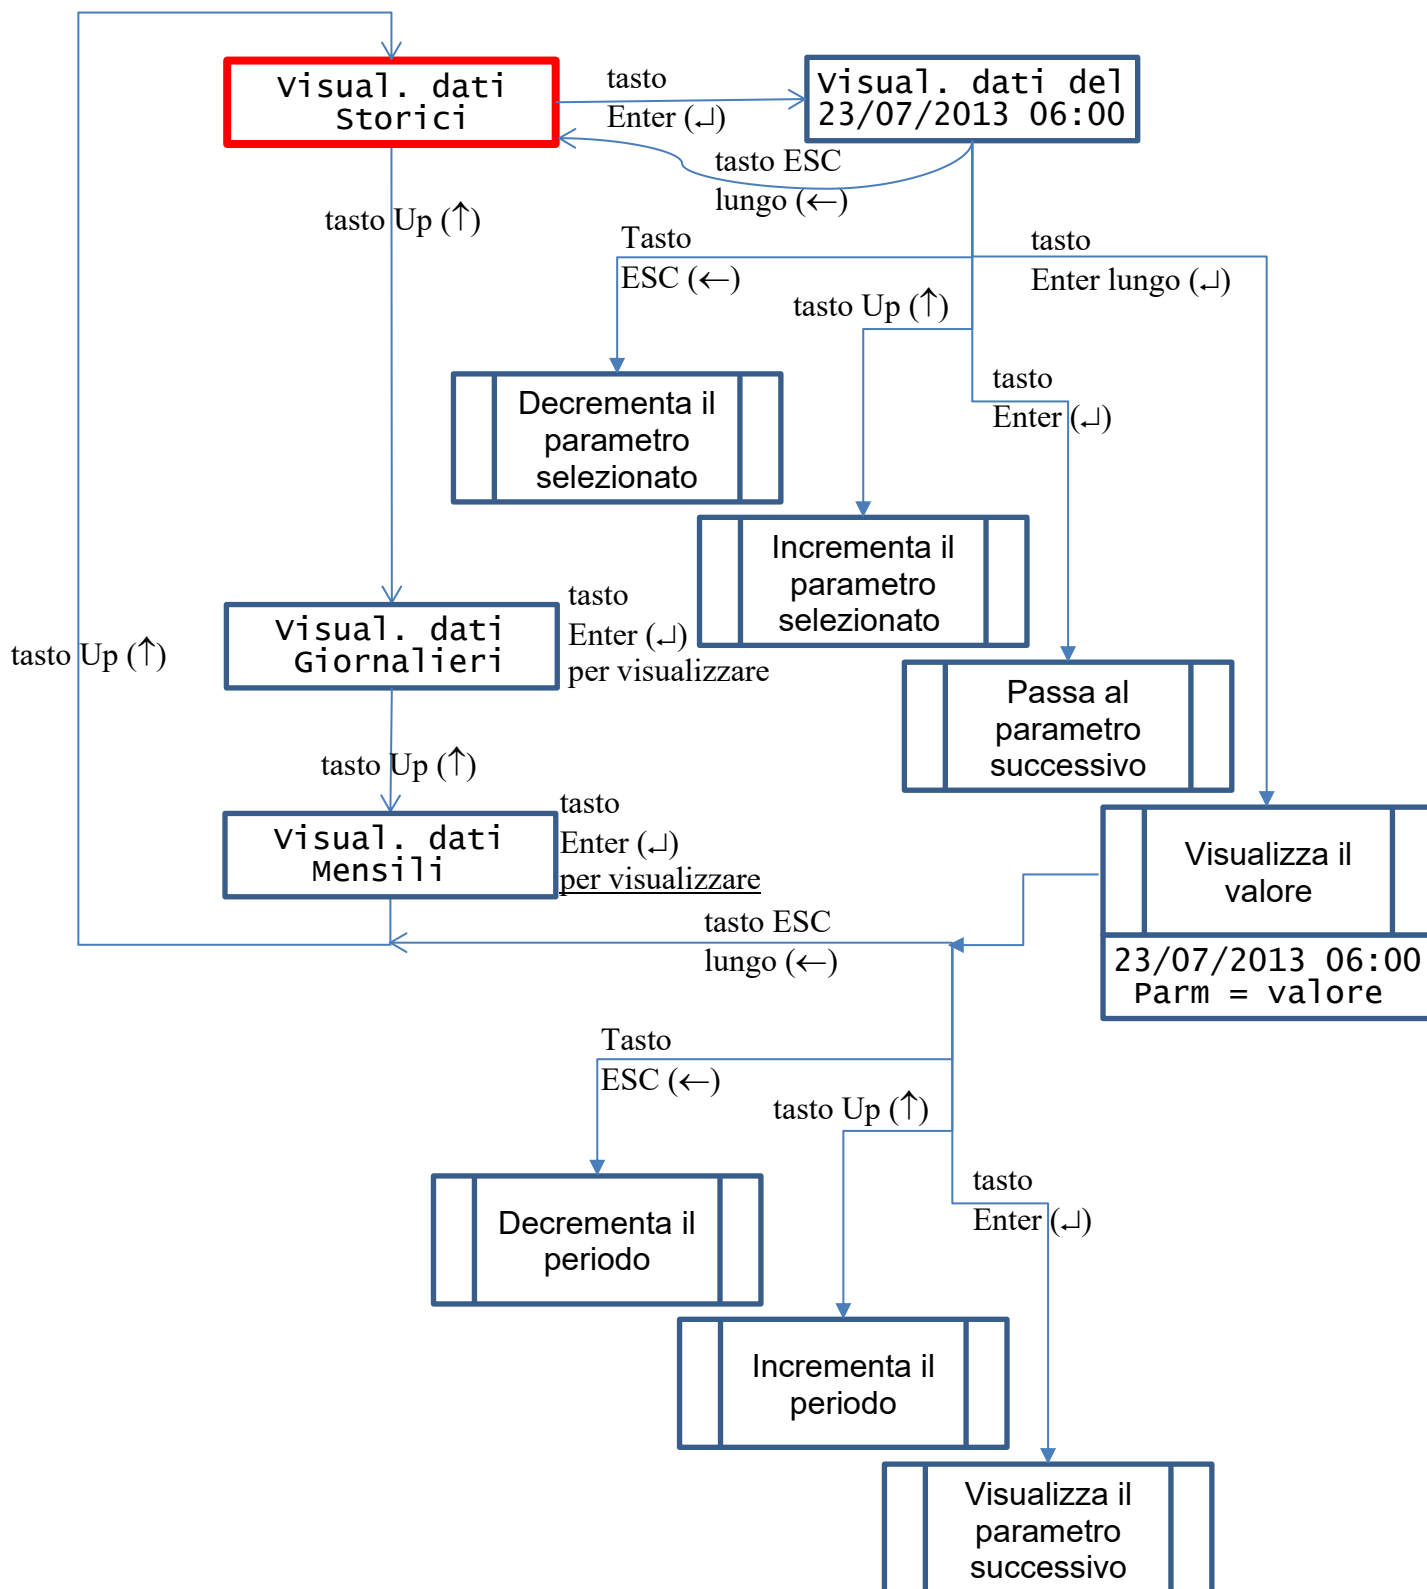 Visual. dati
Storici
tasto
Enter (↵)
Visual. dati del
23/07/2013 06:00
tasto ESC
lungo (←)
tasto Up (↑)
Tasto
ESC (←)
tasto
Enter lungo (↵)
tasto Up (↑)
tasto
Enter (↵)
Decrementa il
parametro
selezionato
Incrementa il
parametro
selezionato
Visual. dati
Giornalieri
tasto
Enter (↵)
per visualizzare
tasto Up (↑)
Passa al
parametro
successivo
tasto Up (↑)
Visual. dati
Mensili
tasto
Enter (↵)
per visualizzare
Visualizza il
valore
23/07/2013 06:00
Parm = valore
tasto ESC
lungo (←)
Tasto
ESC (←)
tasto Up (↑)
tasto
Enter (↵)
Decrementa il
periodo
Incrementa il
periodo
Visualizza il
parametro
successivo